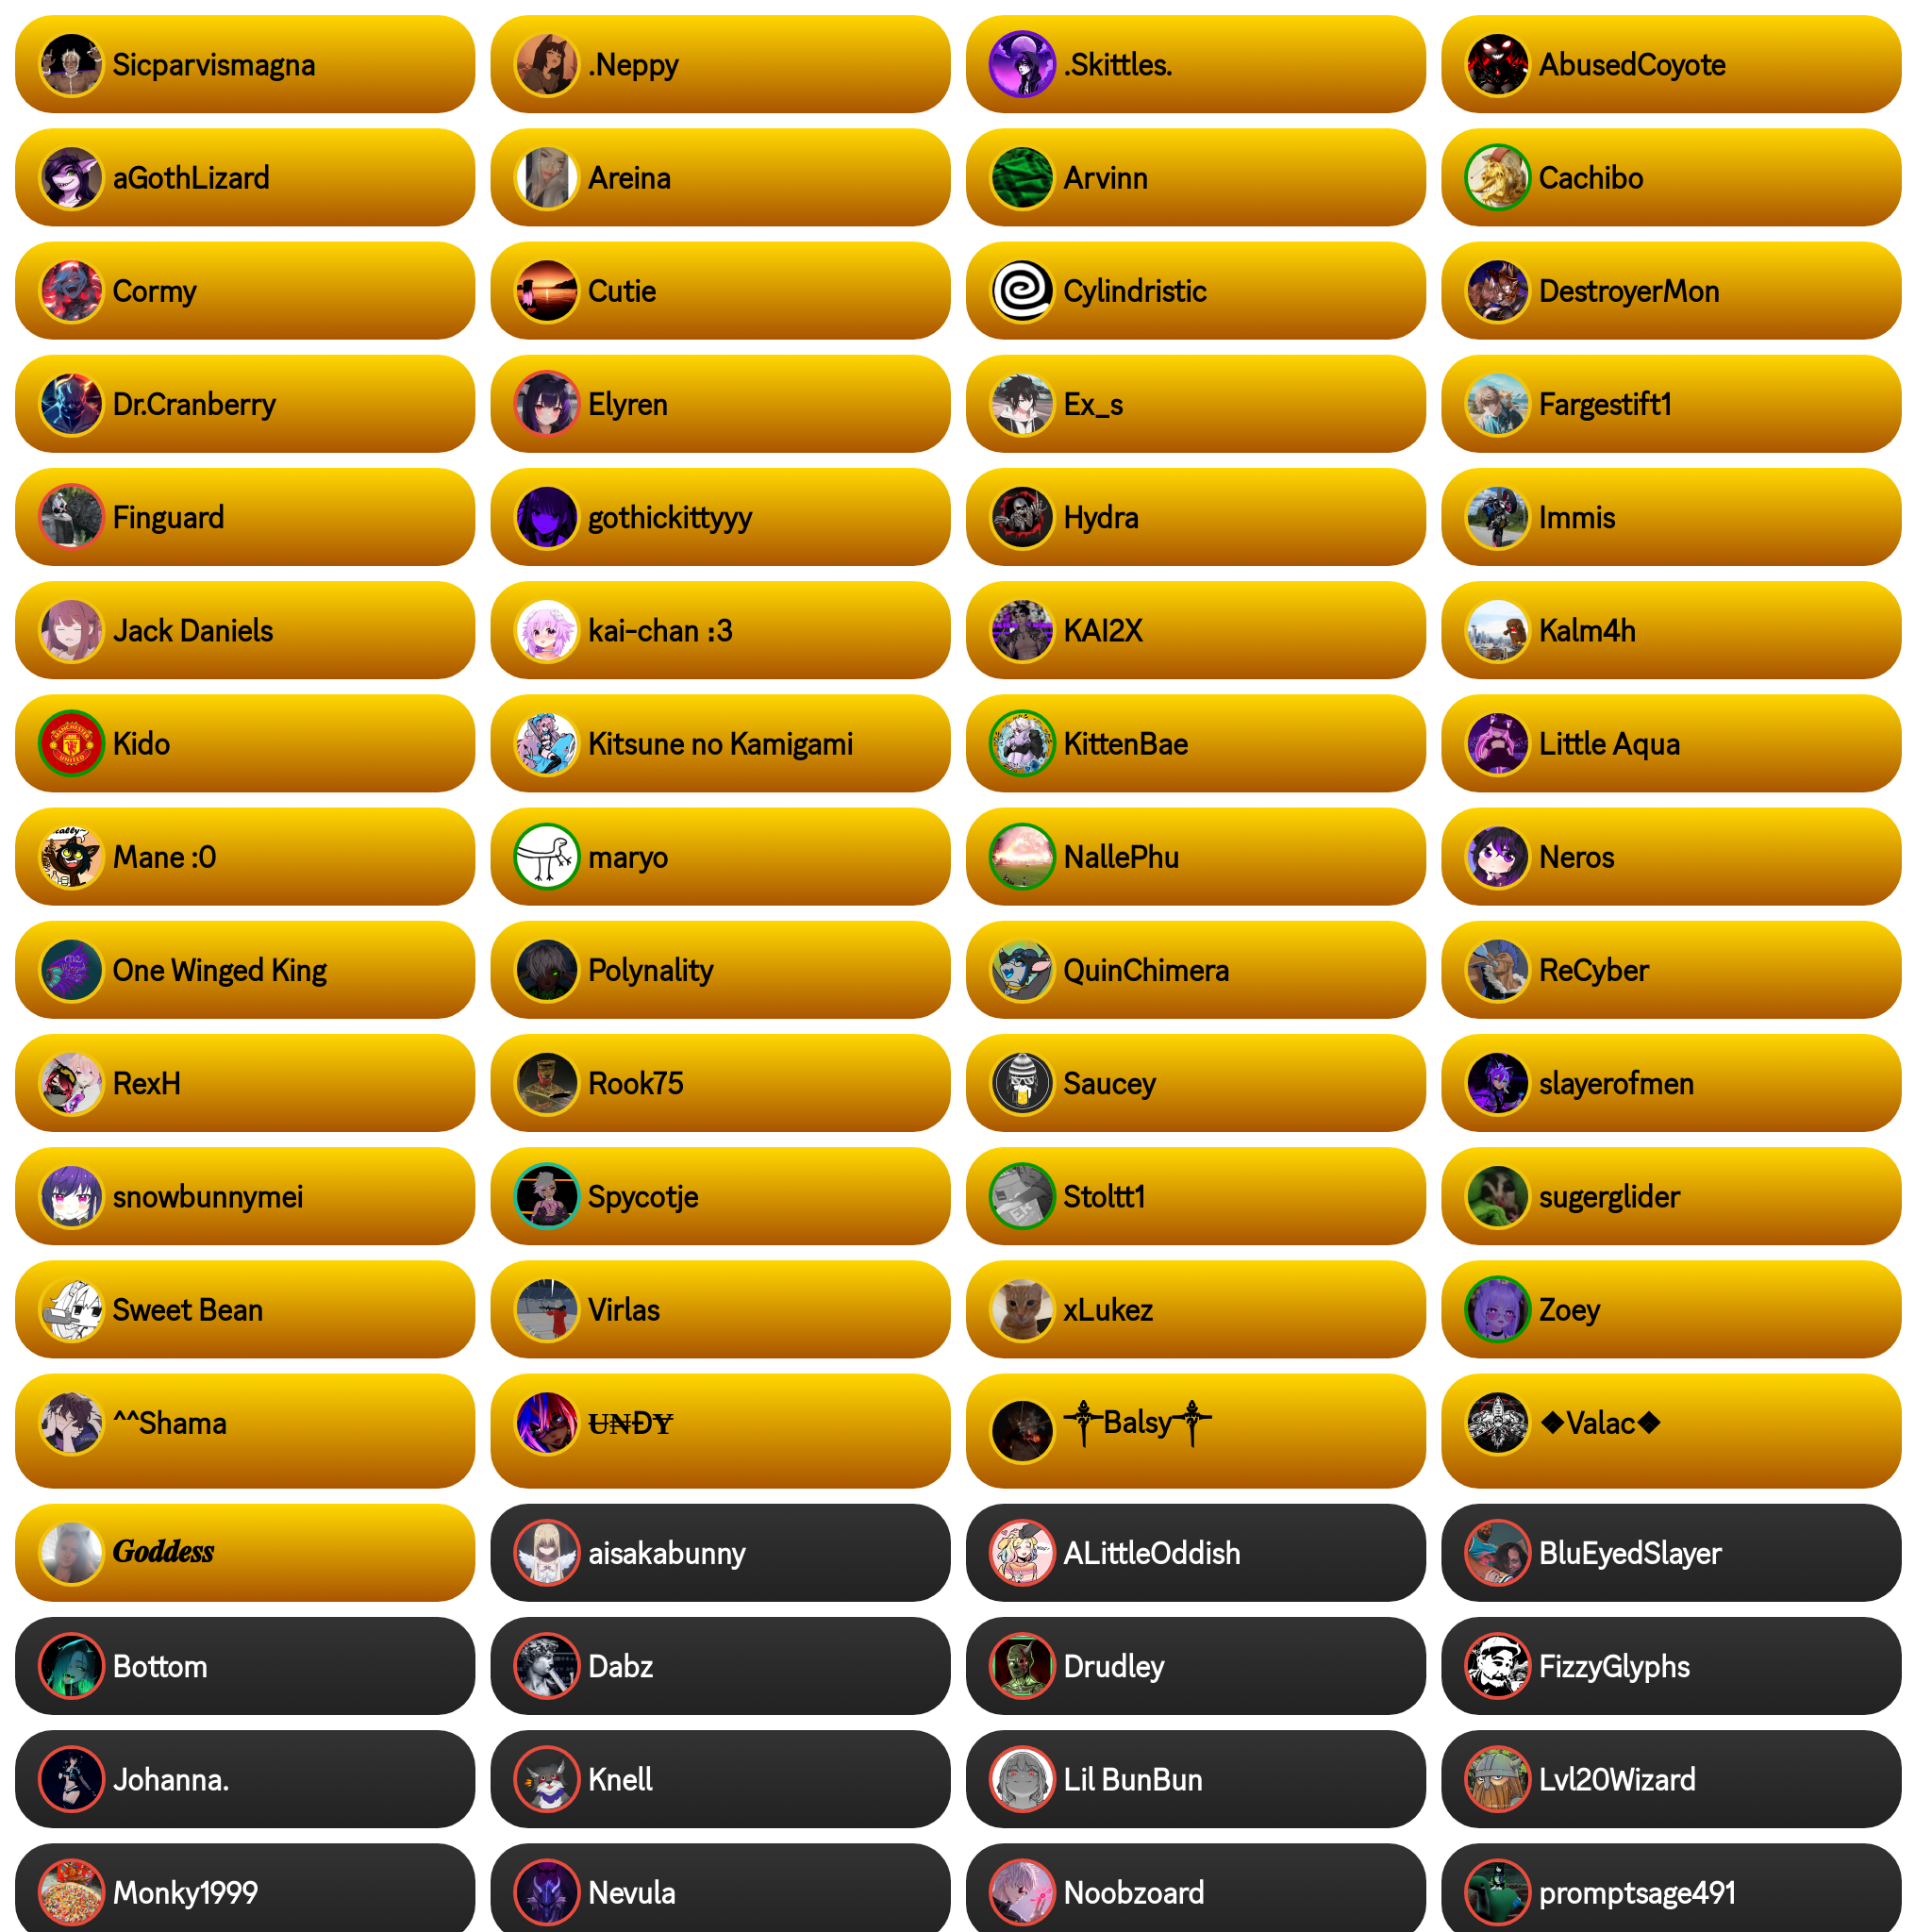 Sicparvismagna
.Neppy
.Skittles.
AbusedCoyote
aGothLizard
Areina
Arvinn
Cachibo
Cormy
Cutie
Cylindristic
DestroyerMon
Dr.Cranberry
Elyren
Ex_s
Fargestift1
Finguard
gothickittyyy
Hydra
Immis
Jack Daniels
kai-chan :3
KAI2X
Kalm4h
Kido
Kitsune no Kamigami
KittenBae
Little Aqua
Mane :0
maryo
NallePhu
Neros
One Winged King
Polynality
QuinChimera
ReCyber
RexH
Rook75
Saucey
slayerofmen
snowbunnymei
Spycotje
Stoltt1
sugerglider
Sweet Bean
Virlas
xLukez
Zoey
^^Shama
U̶N̶ĐY̶
༒Balsy༒
◆Valac◆
𝑮𝒐𝒅𝒅𝒆𝒔𝒔
aisakabunny
ALittleOddish
BluEyedSlayer
Bottom
Dabz
Drudley
FizzyGlyphs
Johanna.
Knell
Lil BunBun
Lvl20Wizard
Monky1999
Nevula
Noobzoard
promptsage491